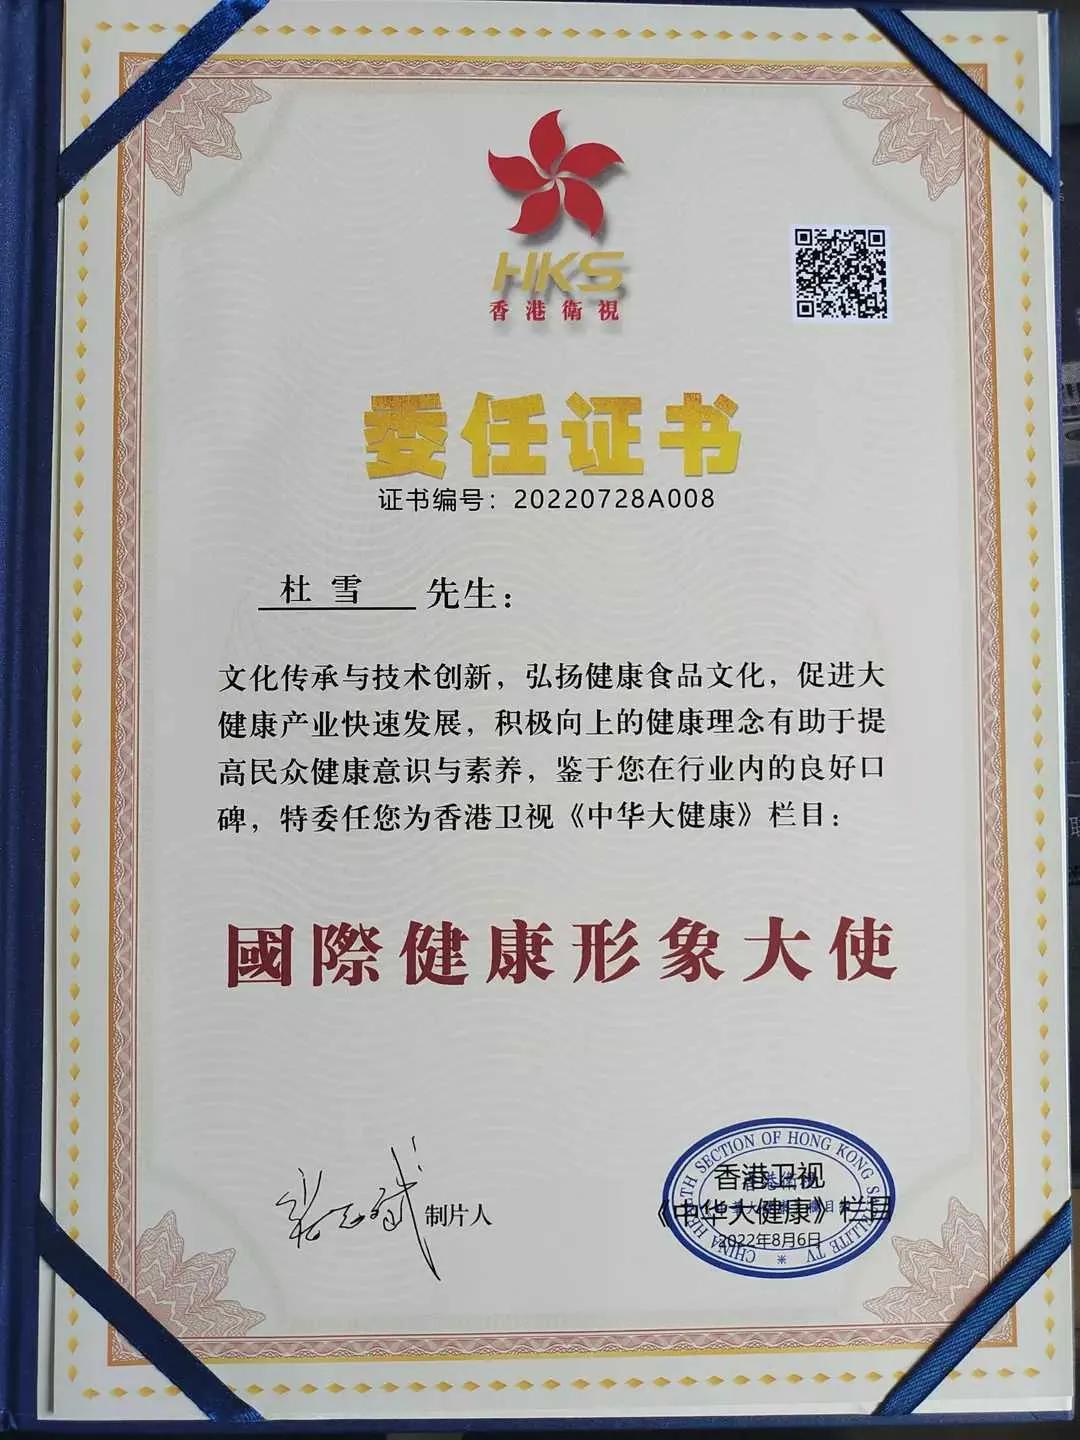 HKS
香港衛視
委任证书
证书编号：20220728A008
杜雪 先生：
文化传承与技术创新，弘扬健康食品文化，促进大
健康产业快速发展，积极向上的健康理念有助于提
高民众健康意识与素养，鉴于您在行业内的良好口
碑，特委任您为香港卫视《中华大健康》栏目：
國際健康形象大使
制片人
SECTION OF HONG KONG
香港卫视
《中华大健康》栏目
2022年8月6日